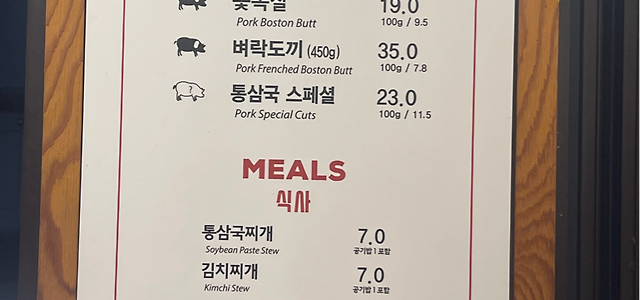 꽃목살 19.0
Pork Boston Butt 100g / 9.5
벼락도끼 (450g) 35.0
Pork Frenched Boston Butt 100g / 7.8
?
통삼국 스페셜 23.0
Pork Special Cuts 100g / 11.5
MEALS
식사
통삼국찌개 7.0
Soybean Paste Stew 공기밥 1 포함
김치찌개 7.0
Kimchi Stew 공기밥 1 포함